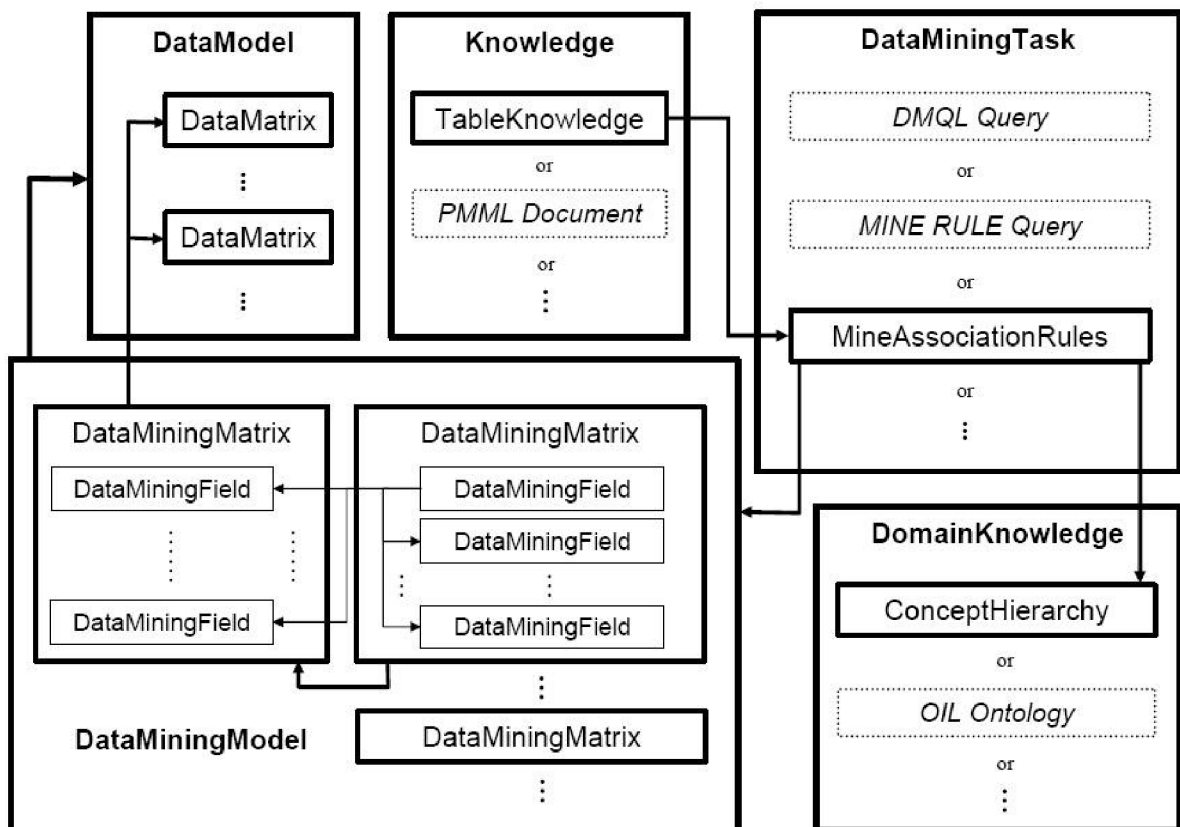 DataModel
DataMatrix
DataMatrix
Knowledge
TableKnowledge
or
PMML Document
or
DataMiningTask
DMQL Query
or
MINE RULE Query
or
MineAssociationRules
or
DataMiningMatrix
DataMiningField
DataMiningField
DataMiningMatrix
DataMiningField
DataMiningField
DataMiningField
DataMiningModel
DataMiningMatrix
DomainKnowledge
ConceptHierarchy
or
OIL Ontology
or